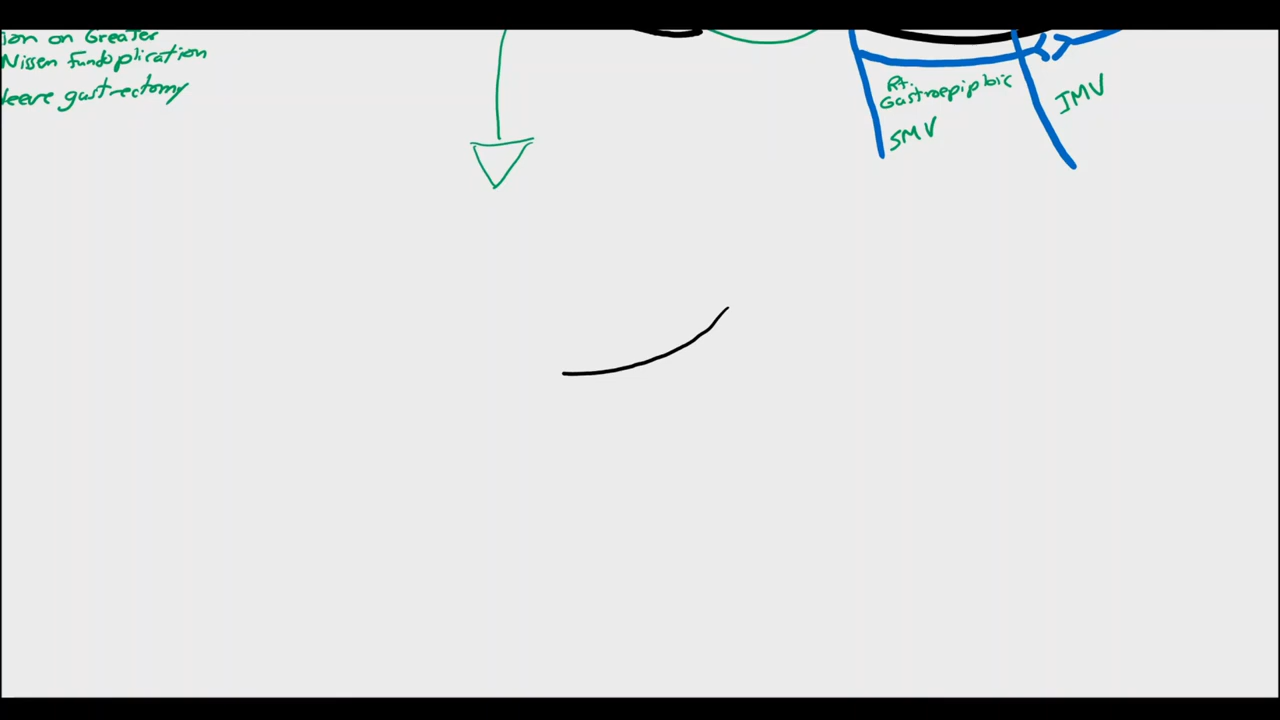 on Greater
Nissen Fundoplication
leeve gastrectomy
Rt.
Gastroepiploic
SMV
IMV